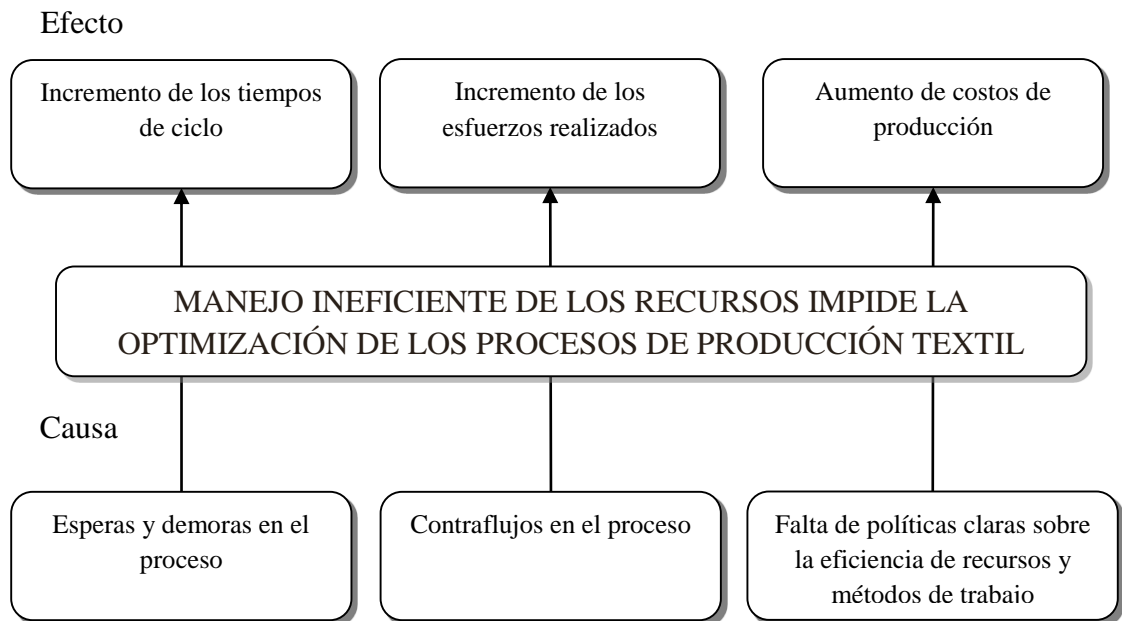 Efecto
Incremento de los tiempos
de ciclo
Incremento de los
esfuerzos realizados
Aumento de costos de
producción
MANEJO INEFICIENTE DE LOS RECURSOS IMPIDE LA
OPTIMIZACIÓN DE LOS PROCESOS DE PRODUCCIÓN TEXTIL
Causa
Esperas y demoras en el
proceso
Contraflujos en el proceso
Falta de políticas claras sobre
la eficiencia de recursos y
métodos de trabajo